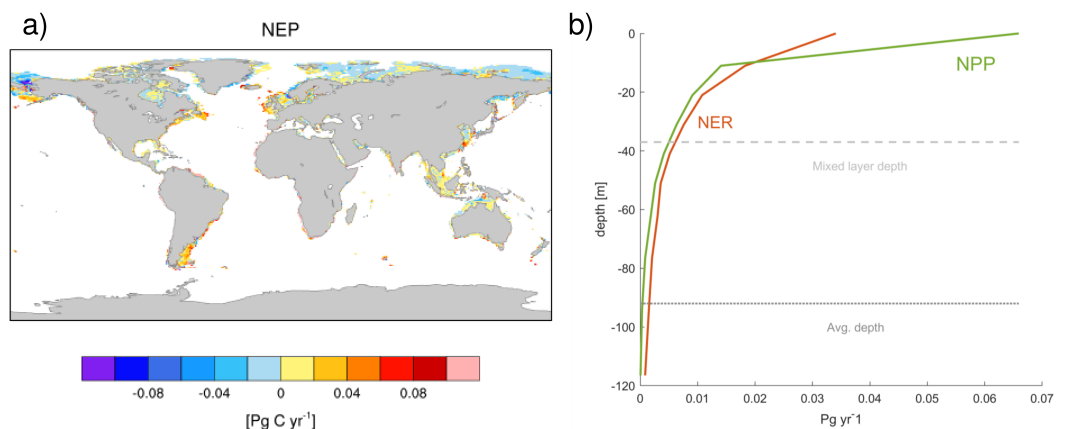 a)
NEP
-0.08
-0.04
0
0.04
0.08
[Pg C yr⁻¹]
b)
0
-20
-40
-60
-80
-100
-120
depth [m]
NPP
NER
Mixed layer depth
Avg. depth
0
0.01
0.02
0.03
0.04
0.05
0.06
0.07
Pg yr⁻1